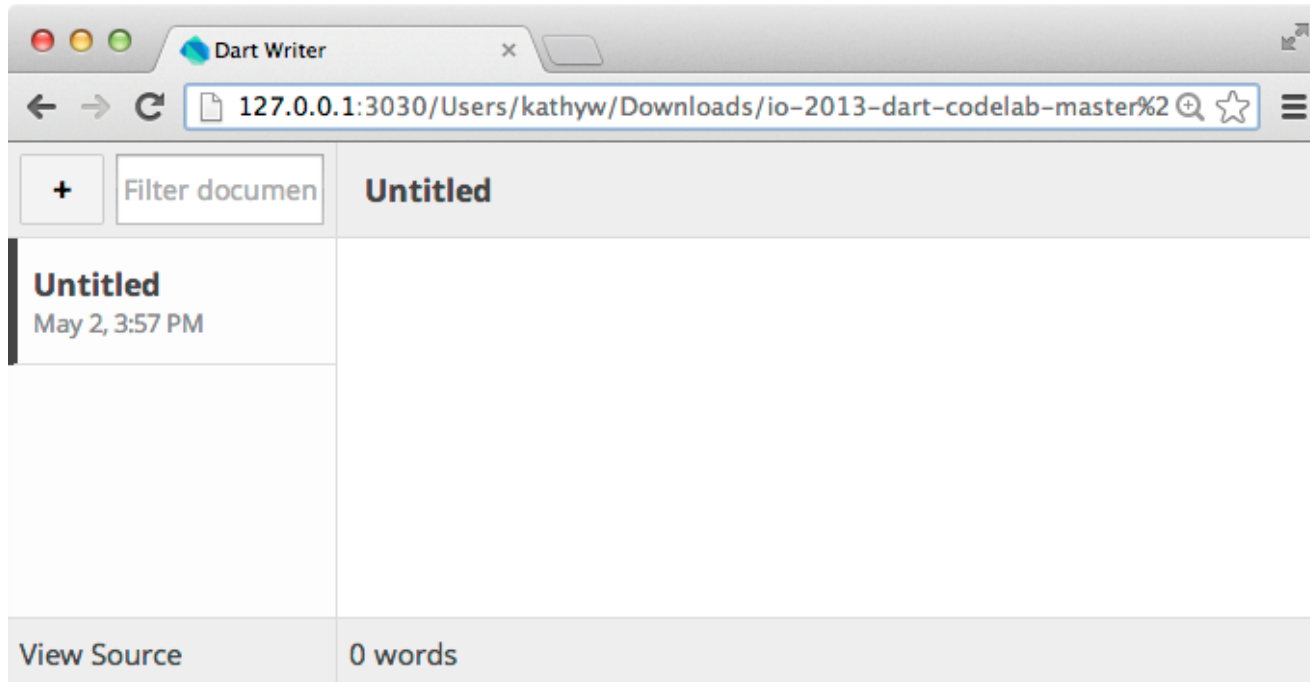 Dart Writer
127.0.0.1:3030/Users/kathyw/Downloads/io-2013-dart-codelab-master%2
+ Filter documen
Untitled
Untitled
May 2, 3:57 PM
View Source
0 words